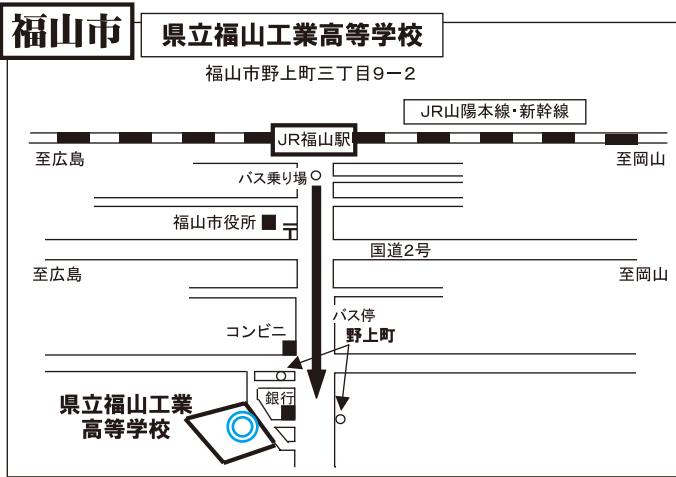 福山市
県立福山工業高等学校
福山市野上町三丁目9−2
JR山陽本線・新幹線
JR福山駅
至広島
至岡山
バス乗り場
福山市役所
〒
国道2号
至広島
至岡山
バス停
野上町
コンビニ
銀行
県立福山工業
高等学校